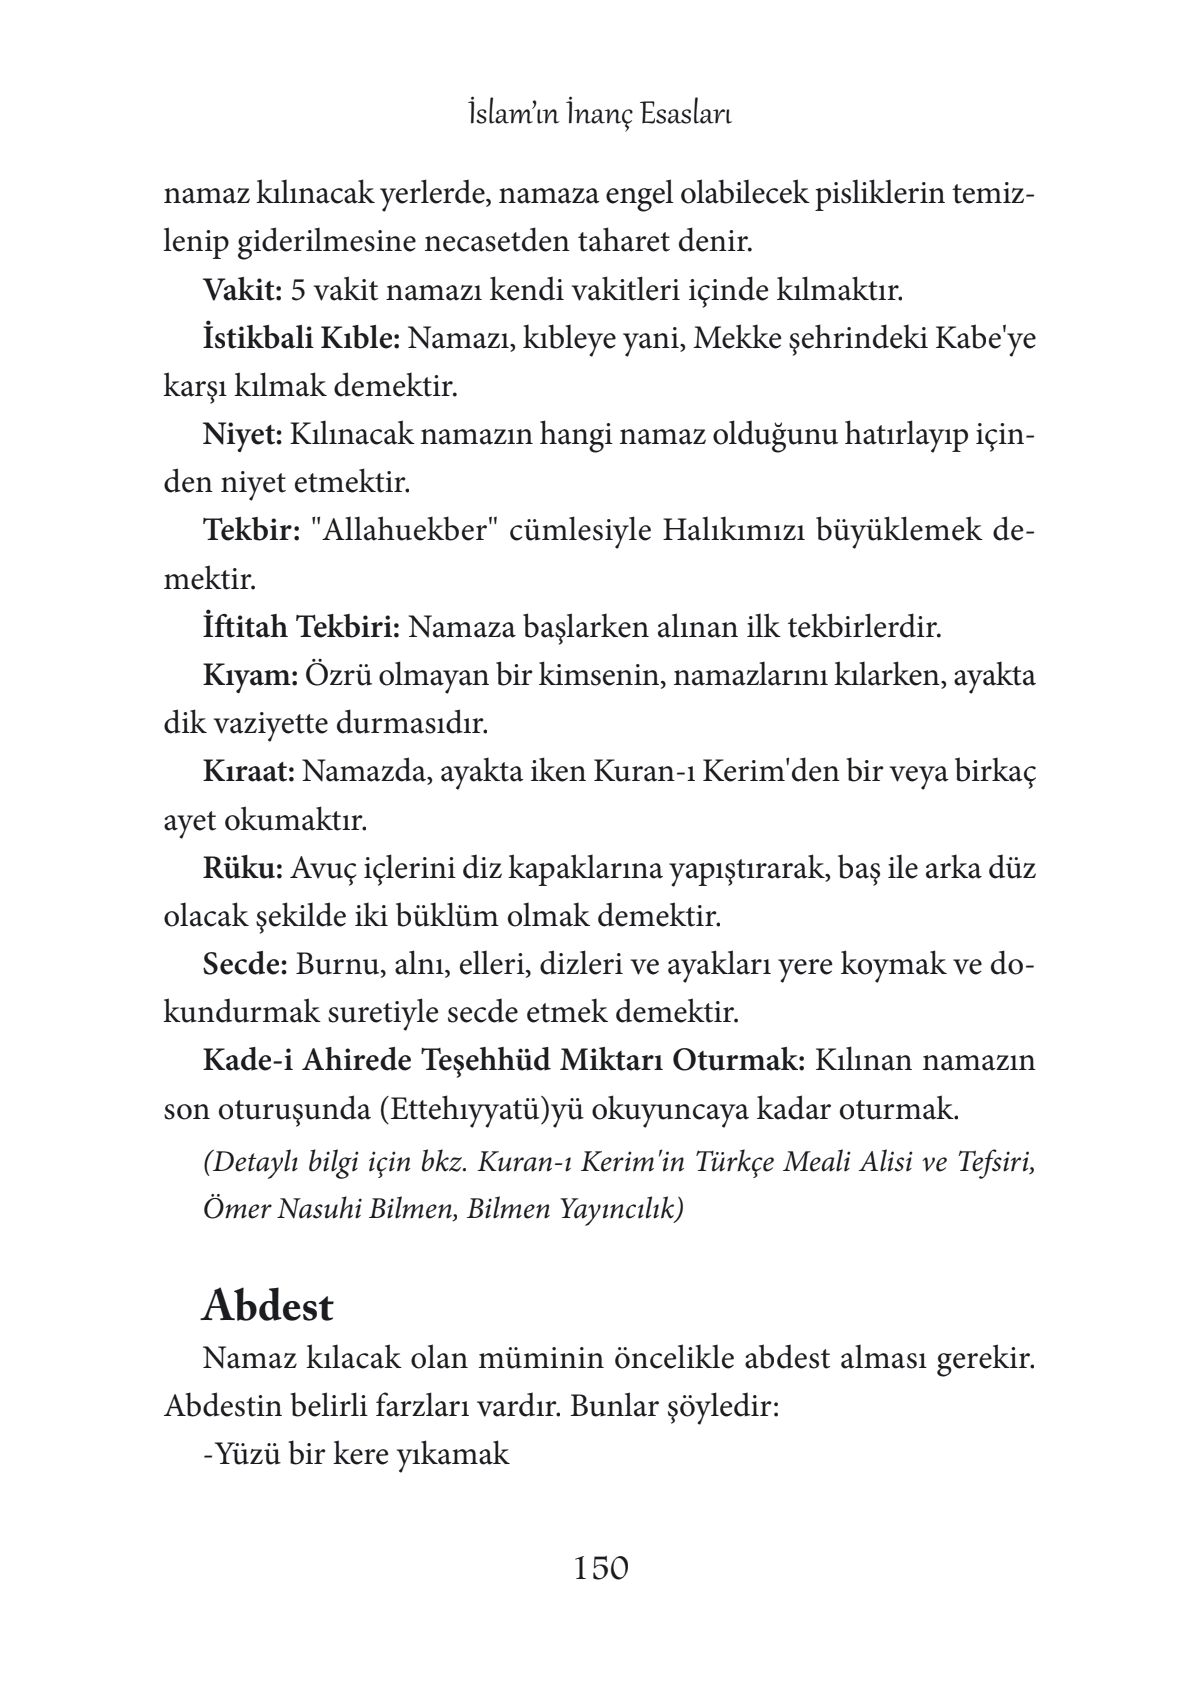 İslam’ın İnanç Esasları
namaz kılınacak yerlerde, namaza engel olabilecek pisliklerin temiz-
lenip giderilmesine necasetden taharet denir.
Vakit: 5 vakit namazı kendi vakitleri içinde kılmaktır.
İstikbali Kıble: Namazı, kıbleye yani, Mekke şehrindeki Kabe'ye
karşı kılmak demektir.
Niyet: Kılınacak namazın hangi namaz olduğunu hatırlayıp için-
den niyet etmektir.
Tekbir: "Allahuekber" cümlesiyle Halıkımızı büyüklemek de-
mektir.
İftitah Tekbiri: Namaza başlarken alınan ilk tekbirlerdir.
Kıyam: Özrü olmayan bir kimsenin, namazlarını kılarken, ayakta
dik vaziyette durmasıdır.
Kıraat: Namazda, ayakta iken Kuran-ı Kerim'den bir veya birkaç
ayet okumaktır.
Rüku: Avuç içlerini diz kapaklarına yapıştırarak, baş ile arka düz
olacak şekilde iki büklüm olmak demektir.
Secde: Burnu, alnı, elleri, dizleri ve ayakları yere koymak ve do-
kundurmak suretiyle secde etmek demektir.
Kade-i Ahirede Teşehhüd Miktarı Oturmak: Kılınan namazın
son oturuşunda (Ettehıyyatü)yü okuyuncaya kadar oturmak.
(Detaylı bilgi için bkz. Kuran-ı Kerim'in Türkçe Meali Alisi ve Tefsiri,
Ömer Nasuhi Bilmen, Bilmen Yayıncılık)
Abdest
Namaz kılacak olan müminin öncelikle abdest alması gerekir.
Abdestin belirli farzları vardır. Bunlar şöyledir:
-Yüzü bir kere yıkamak
150